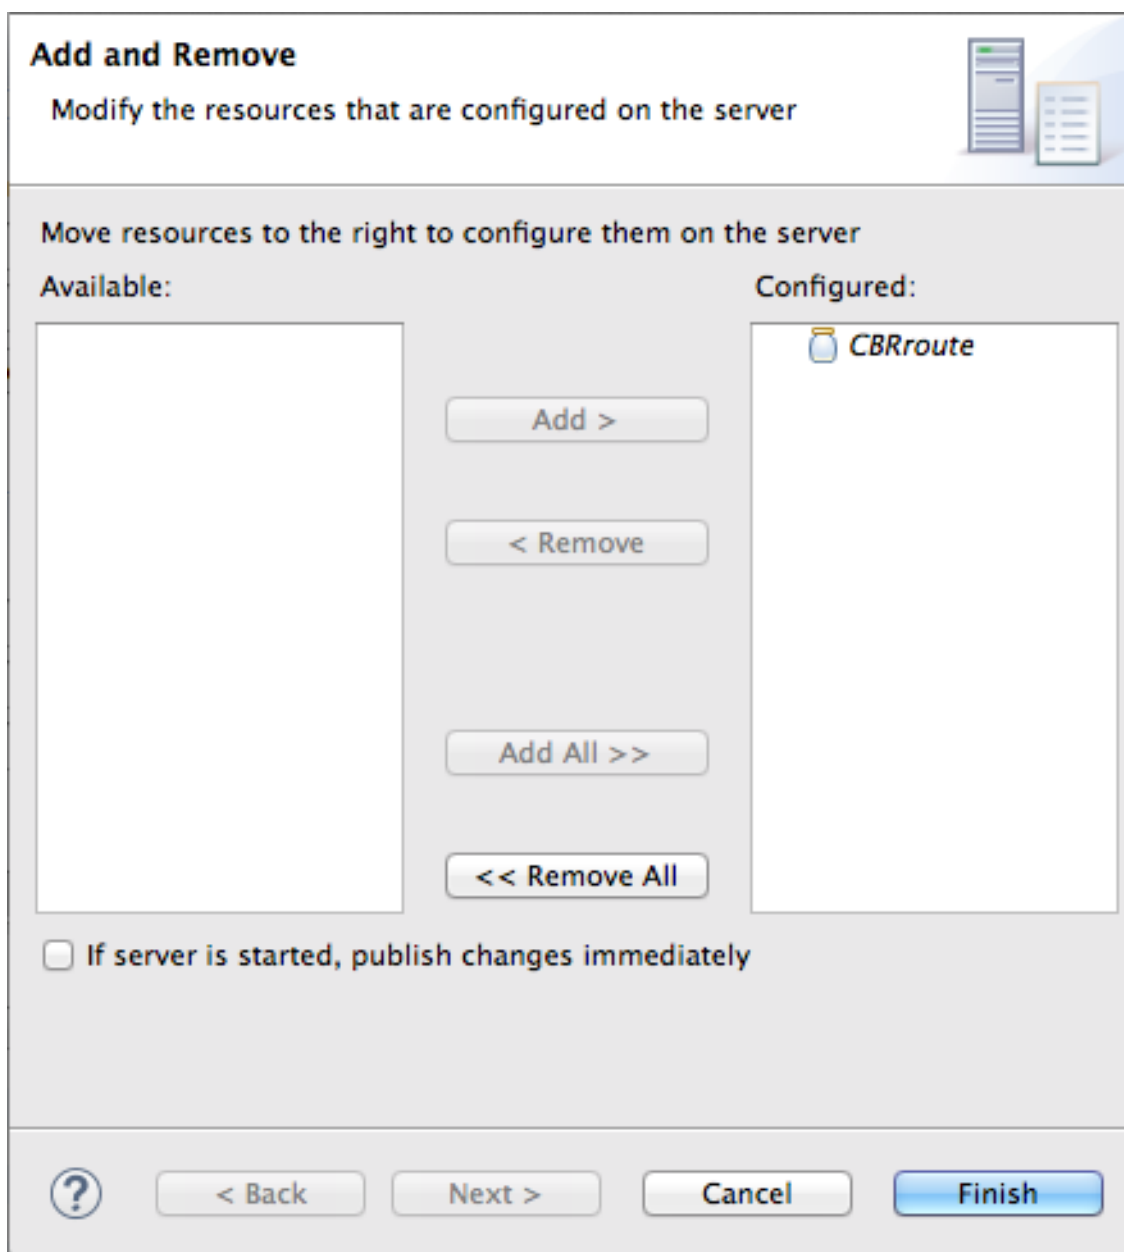 Add and Remove
Modify the resources that are configured on the server
Move resources to the right to configure them on the server
Available:
Configured:
CBRroute
Add >
< Remove
Add All >>
<< Remove All
If server is started, publish changes immediately
?
< Back
Next >
Cancel
Finish